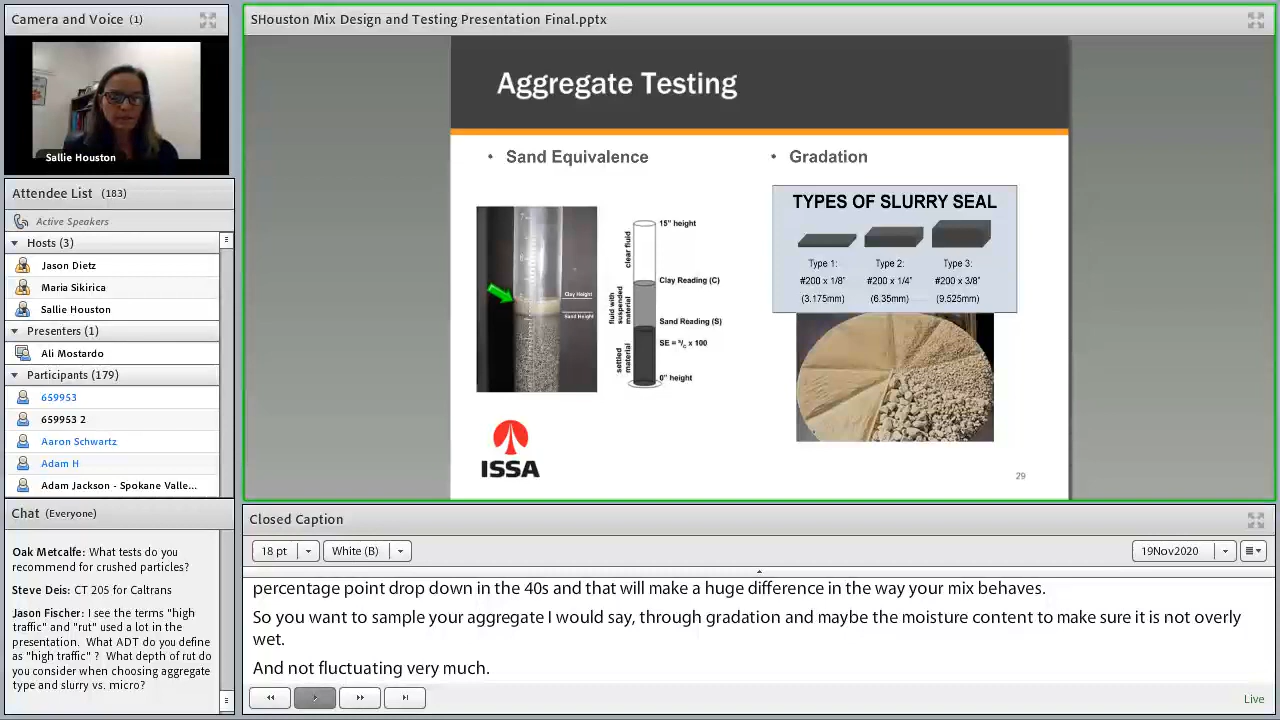 Camera and Voice (1)
Sallie Houston
Attendee List (183)
Active Speakers
Hosts (3)
Jason Dietz
Maria Sikirica
Sallie Houston
Presenters (1)
Ali Mostardo
Participants (179)
659953
659953 2
Aaron Schwartz
Adam H
Adam Jackson - Spokane Valle...
Chat (Everyone)
Oak Metcalfe: What tests do you
recommend for crushed particles?
Steve Deis: CT 205 for Caltrans
Jason Fischer: I see the terms "high
traffic" and "rut" used a lot in the
presentation. What ADT do you define
as "high traffic" ? What depth of rut do
you consider when choosing aggregate
type and slurry vs. micro?
SHouston Mix Design and Testing Presentation Final.pptx
Aggregate Testing
• Sand Equivalence
Clay Height
Sand Height
15" height
clear fluid
Clay Reading (C)
fluid with
suspended
material
Sand Reading (S)
SE = S/C x 100
settled
material
0" height
ISSA
• Gradation
TYPES OF SLURRY SEAL
Type 1: Type 2: Type 3:
#200 x 1/8" #200 x 1/4" #200 x 3/8"
(3.175mm) (6.35mm) (9.525mm)
29
Closed Caption
18 pt White (B) 19Nov2020
percentage point drop down in the 40s and that will make a huge difference in the way your mix behaves.
So you want to sample your aggregate I would say, through gradation and maybe the moisture content to make sure it is not overly
wet.
And not fluctuating very much.
Live